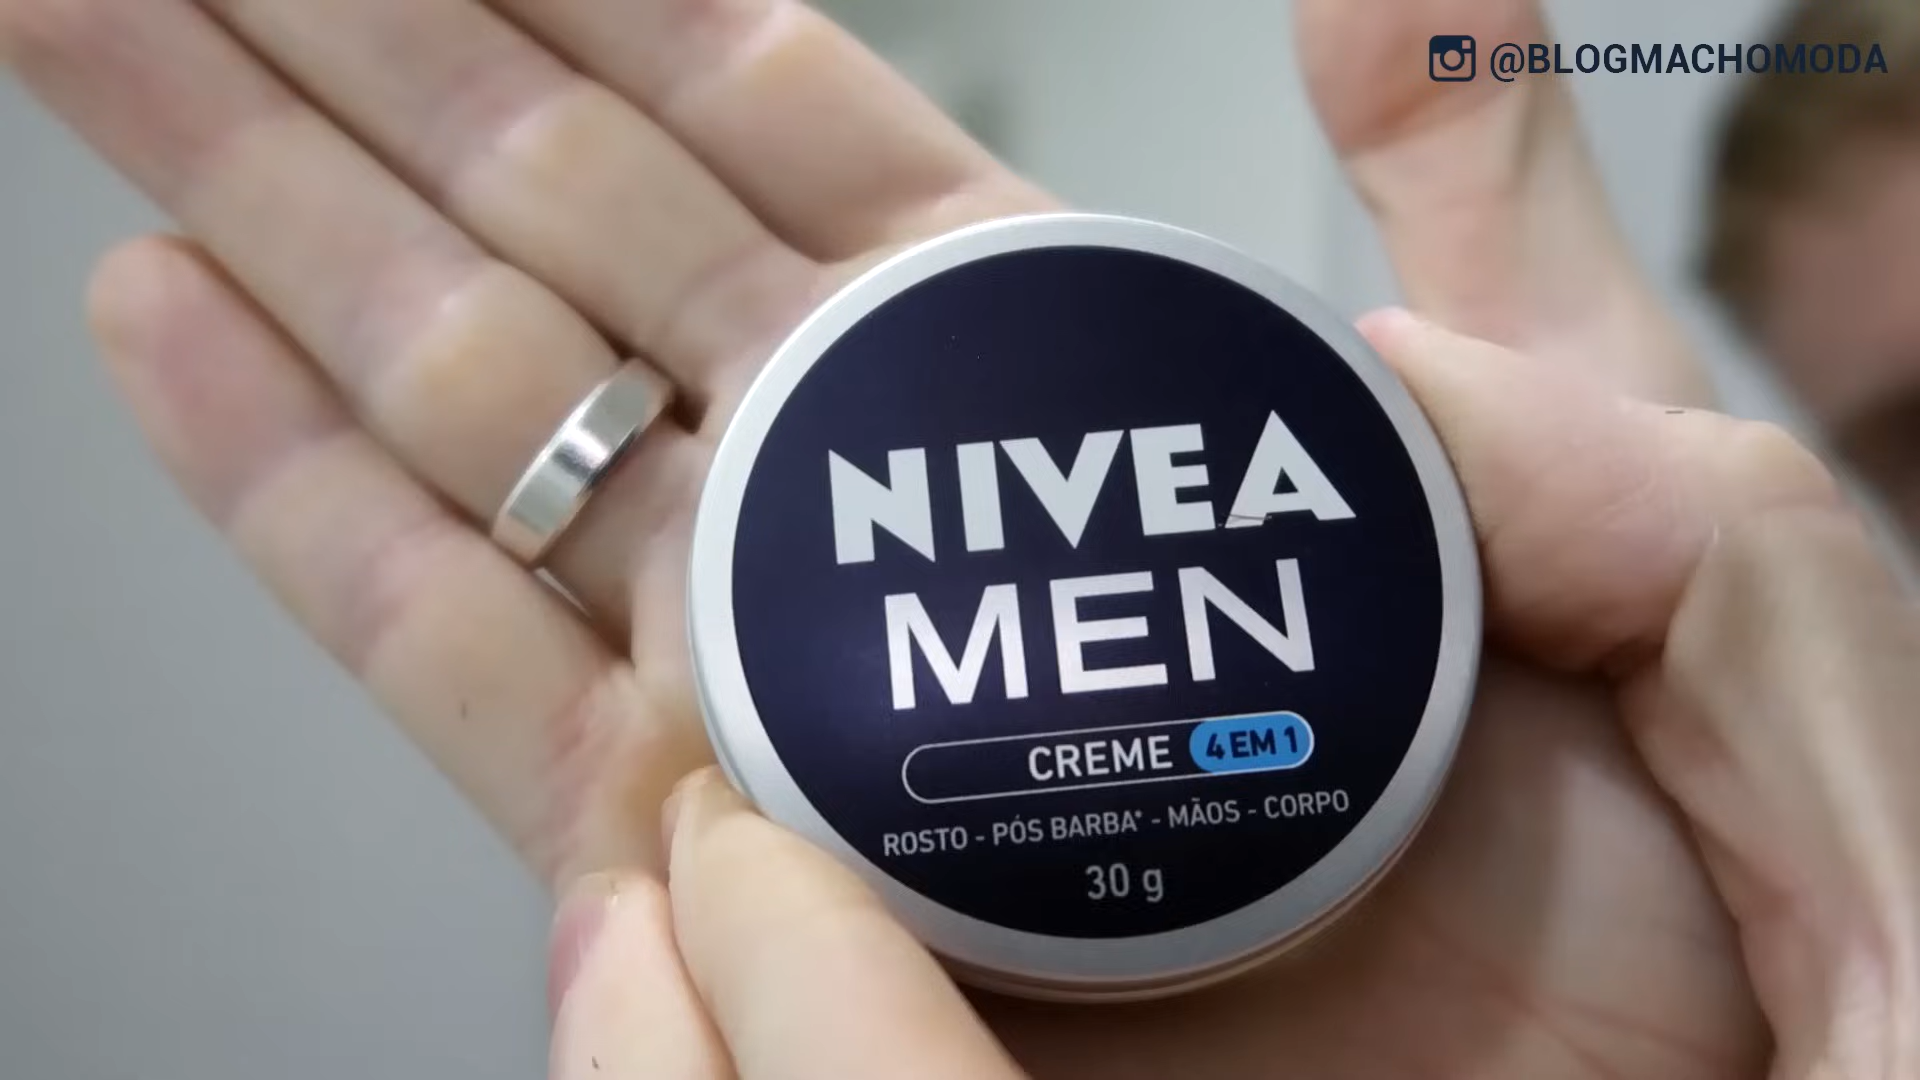 @BLOGMACHOMODA
NIVEA
MEN
CREME 4 EM 1
ROSTO - PÓS BARBA* - MÃOS - CORPO
30 g